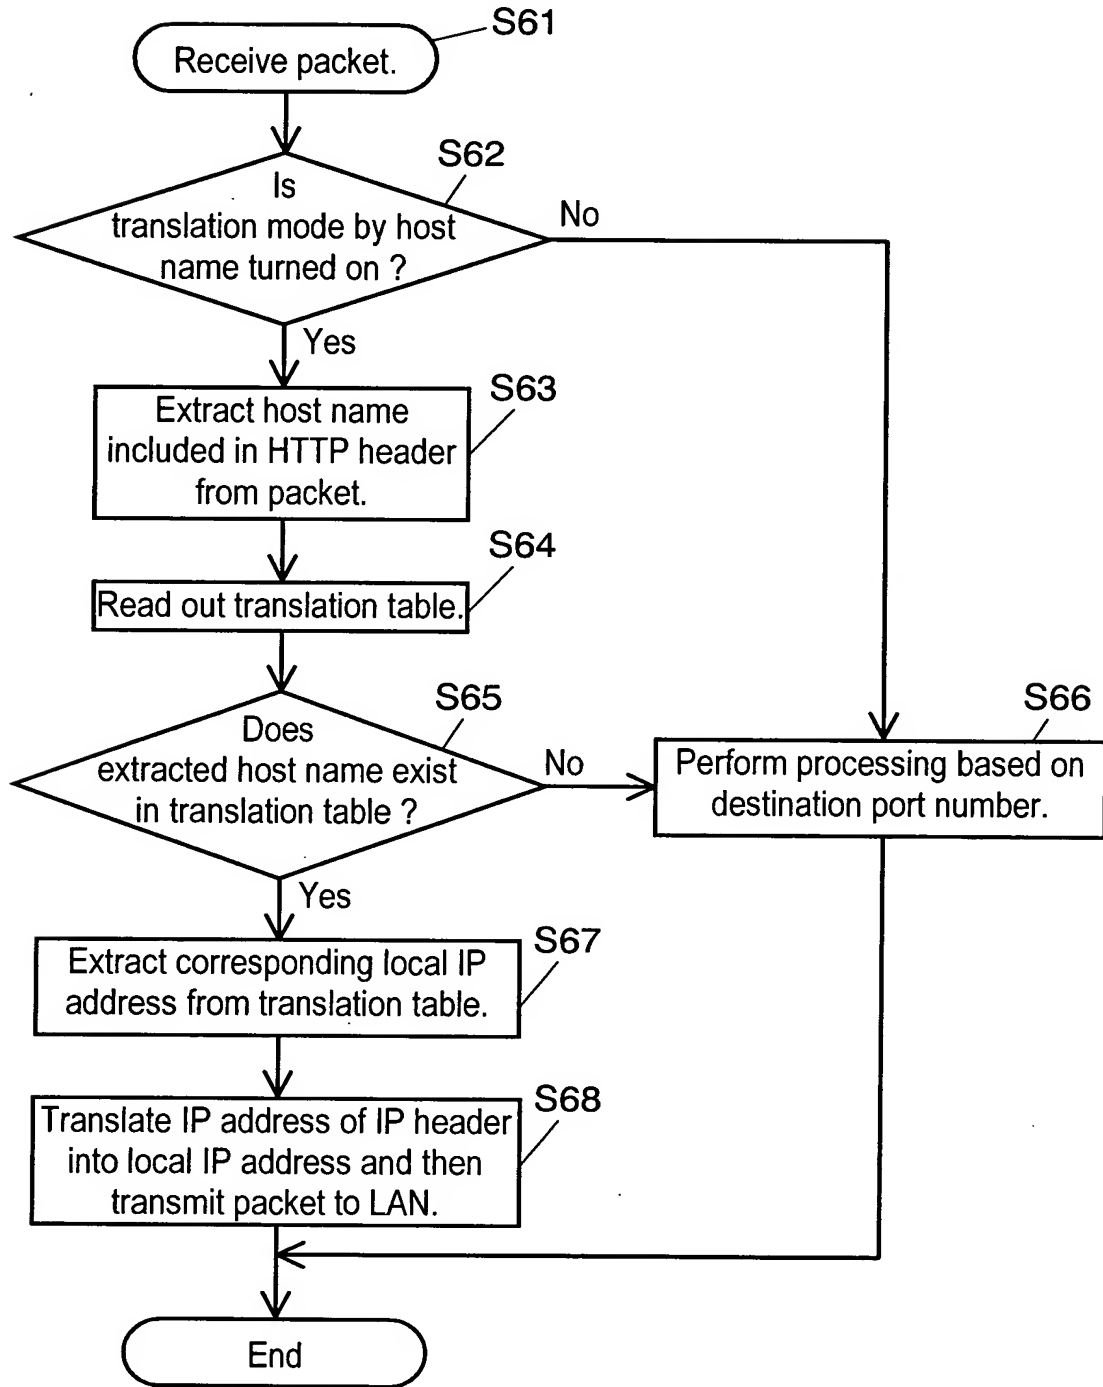 S61
Receive packet.
S62
Is
translation mode by host
name turned on ?
No
Yes
S63
Extract host name
included in HTTP header
from packet.
S64
Read out translation table.
S65
Does
extracted host name exist
in translation table ?
No
S66
Perform processing based on
destination port number.
Yes
S67
Extract corresponding local IP
address from translation table.
S68
Translate IP address of IP header
into local IP address and then
transmit packet to LAN.
End